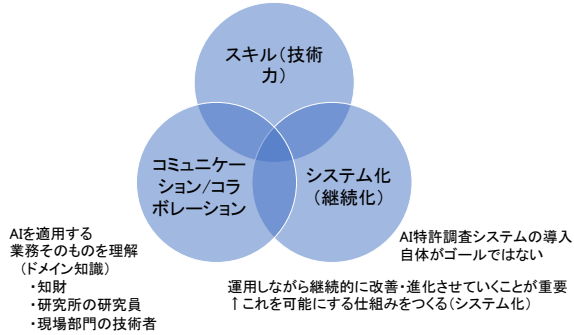 スキル(技術
力)
コミュニケー
ション/コラ
ボレーション
システム化
(継続化)
AIを適用する
業務そのものを理解
(ドメイン知識)
・知財
・研究所の研究員
・現場部門の技術者
AI特許調査システムの導入
自体がゴールではない
運用しながら継続的に改善・進化させていくことが重要
↑これを可能にする仕組みをつくる(システム化)